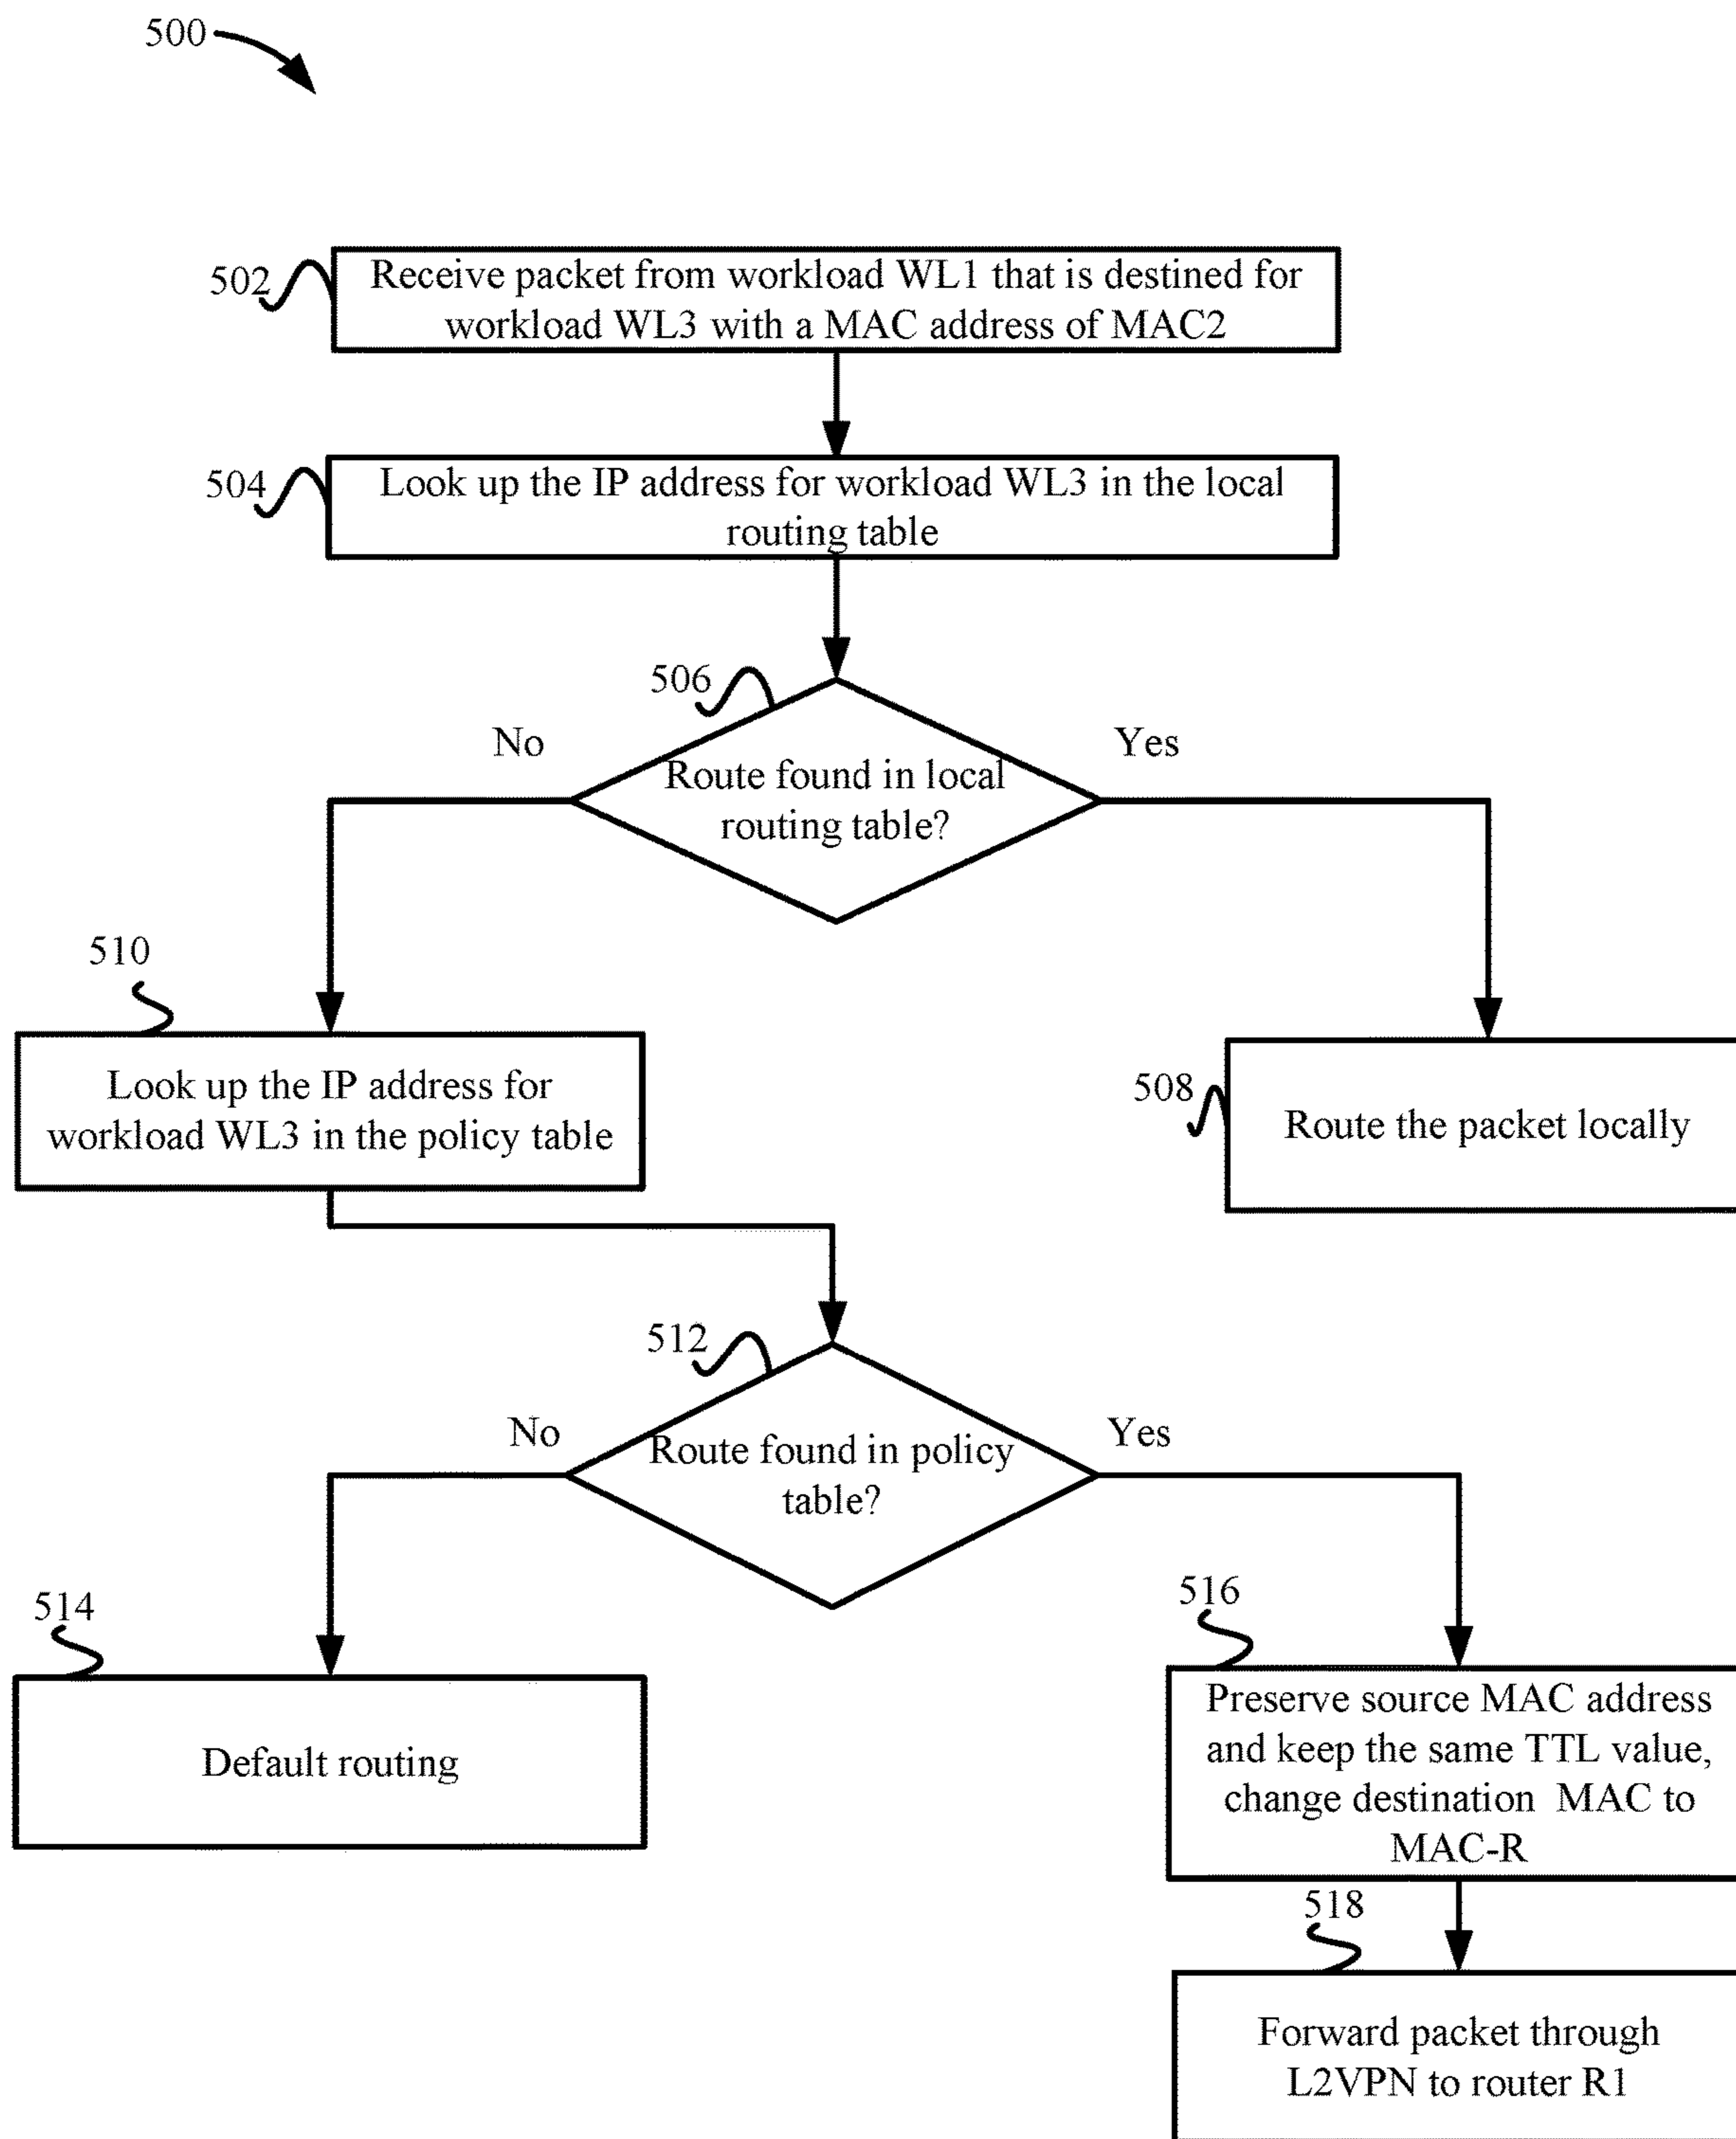 500
502
Receive packet from workload WL1 that is destined for
workload WL3 with a MAC address of MAC2
504
Look up the IP address for workload WL3 in the local
routing table
506
No
Yes
Route found in local
routing table?
510
Look up the IP address for
workload WL3 in the policy table
508
Route the packet locally
512
No
Yes
Route found in policy
table?
514
Default routing
516
Preserve source MAC address
and keep the same TTL value,
change destination MAC to
MAC-R
518
Forward packet through
L2VPN to router R1